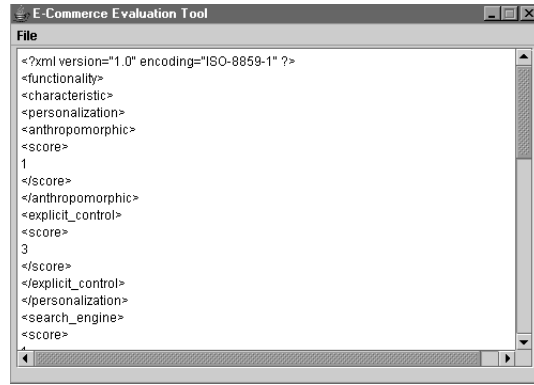 E-Commerce Evaluation Tool
File
<?xml version="1.0" encoding="ISO-8859-1" ?>
<functionality>
<characteristic>
<personalization>
<anthropomorphic>
<score>
1
</score>
</anthropomorphic>
<explicit_control>
<score>
3
</score>
</explicit_control>
</personalization>
<search_engine>
<score>